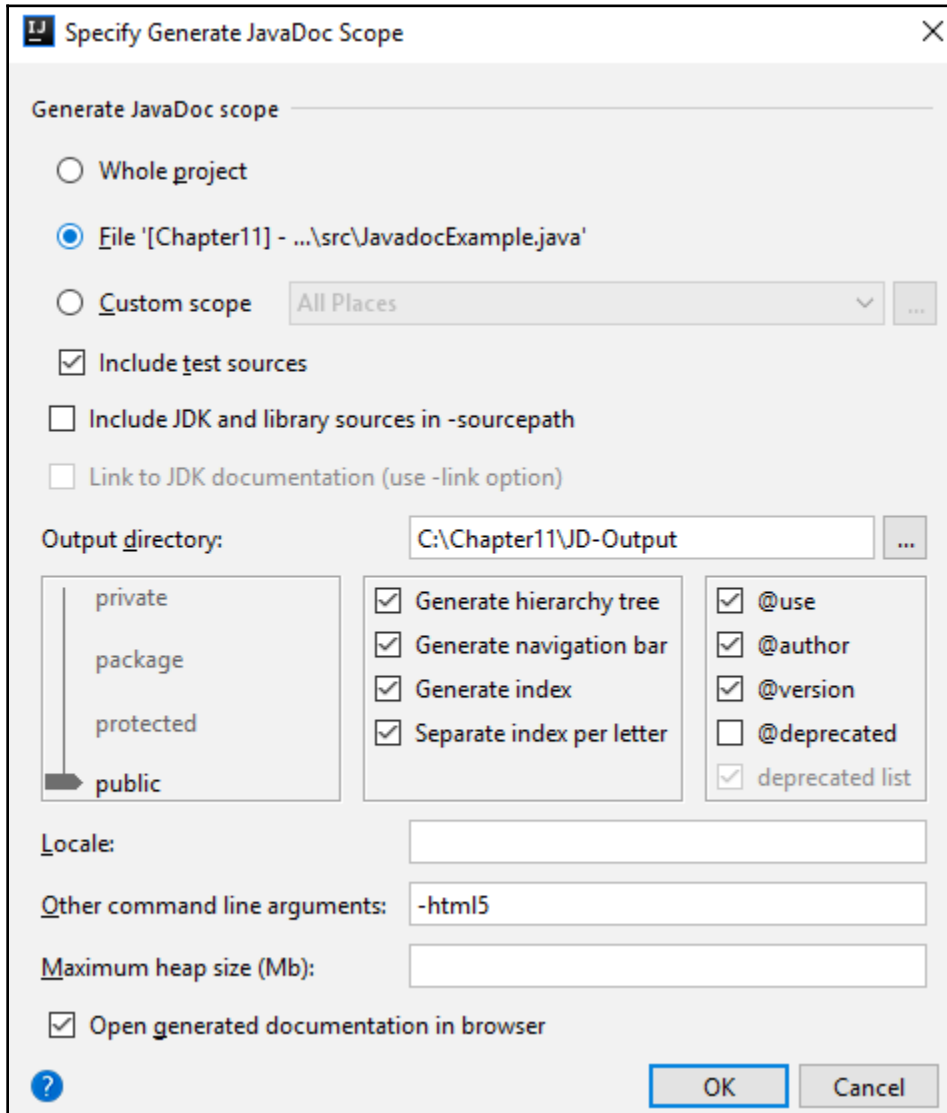 IJ Specify Generate JavaDoc Scope
Generate JavaDoc scope
Whole project
File '[Chapter11] - ...\src\JavadocExample.java'
Custom scope All Places ...
Include test sources
Include JDK and library sources in -sourcepath
Link to JDK documentation (use -link option)
Output directory: C:\Chapter11\JD-Output ...
private
package
protected
public
Generate hierarchy tree
Generate navigation bar
Generate index
Separate index per letter
@use
@author
@version
@deprecated
deprecated list
Locale:
Other command line arguments: -html5
Maximum heap size (Mb):
Open generated documentation in browser
? OK Cancel